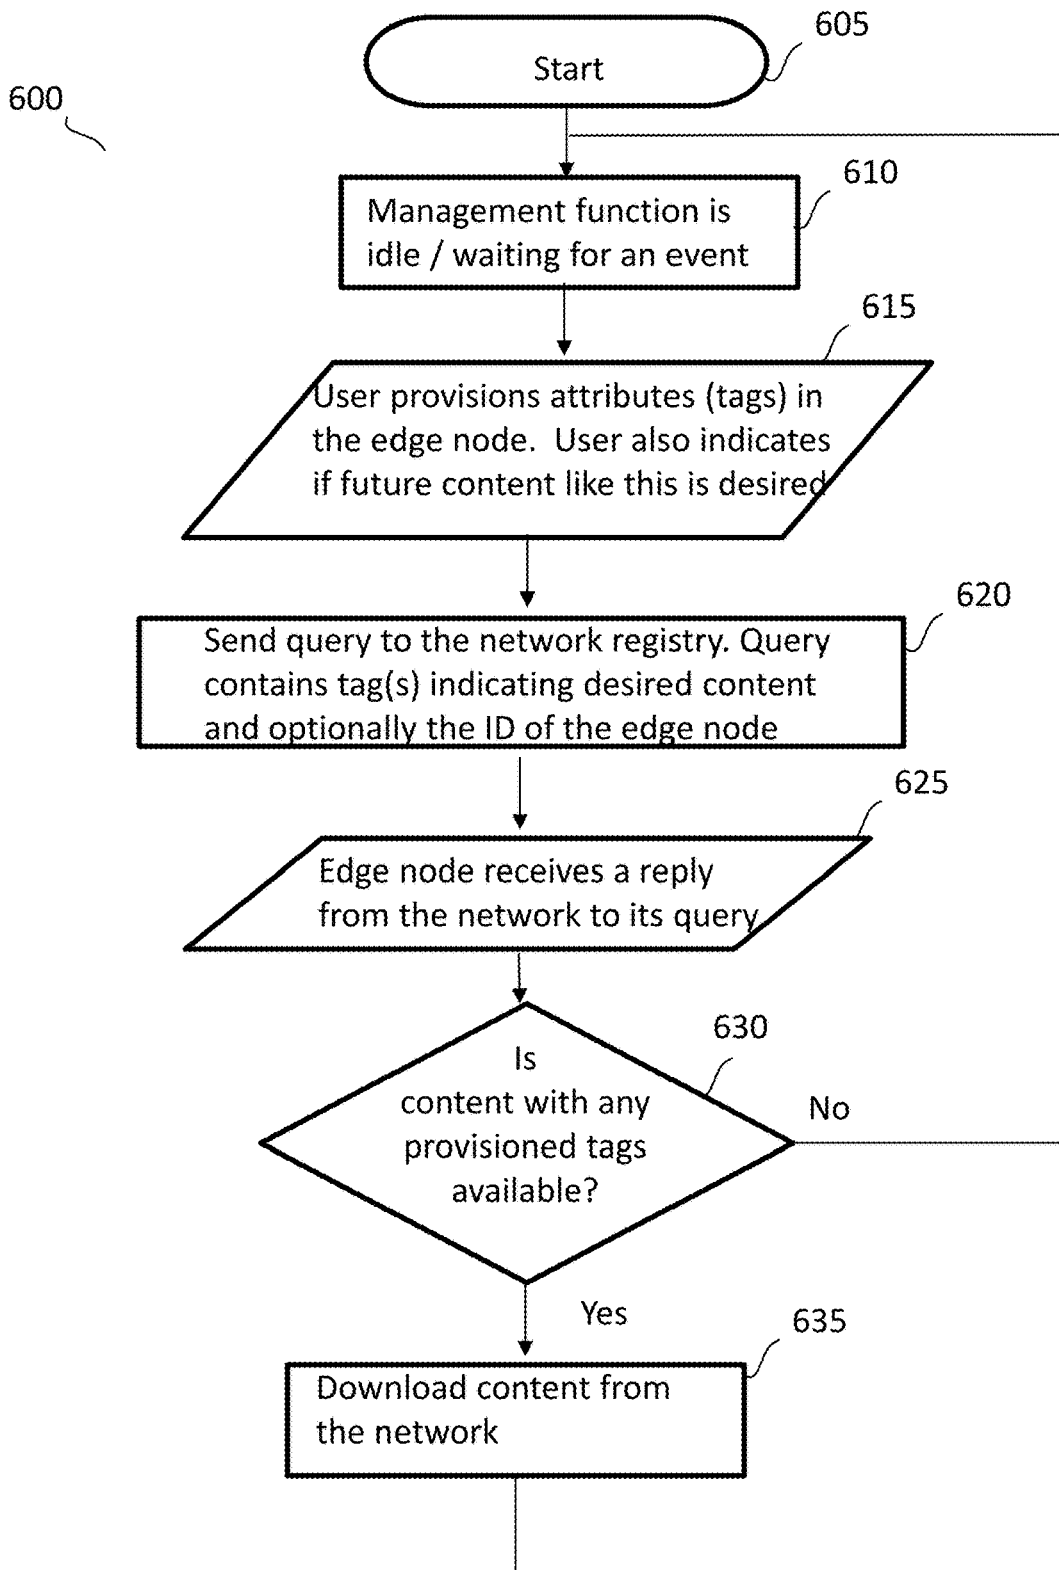 605
Start
600
610
Management function is
idle / waiting for an event
615
User provisions attributes (tags) in
the edge node.  User also indicates
if future content like this is desired
620
Send query to the network registry. Query
contains tag(s) indicating desired content
and optionally the ID of the edge node
625
Edge node receives a reply
from the network to its query
630
Is
content with any
provisioned tags
available?
No
Yes
635
Download content from
the network